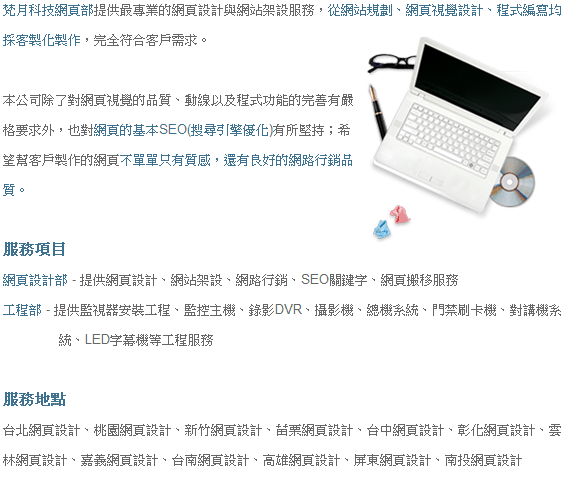 梵月科技網頁部提供最專業的網頁設計與網站架設服務，從網站規劃、網頁視覺設計、程式編寫均
採客製化製作，完全符合客戶需求。
本公司除了對網頁視覺的品質、動線以及程式功能的完善有嚴
格要求外，也對網頁的基本SEO(搜尋引擎優化)有所堅持；希
望幫客戶製作的網頁不單單只有質感，還有良好的網路行銷品
質。
服務項目
網頁設計部 - 提供網頁設計、網站架設、網路行銷、SEO關鍵字、網頁搬移服務
工程部 - 提供監視器安裝工程、監控主機、錄影DVR、攝影機、總機系統、門禁刷卡機、對講機系
統、LED字幕機等工程服務
服務地點
台北網頁設計、桃園網頁設計、新竹網頁設計、苗栗網頁設計、台中網頁設計、彰化網頁設計、雲
林網頁設計、嘉義網頁設計、台南網頁設計、高雄網頁設計、屏東網頁設計、南投網頁設計